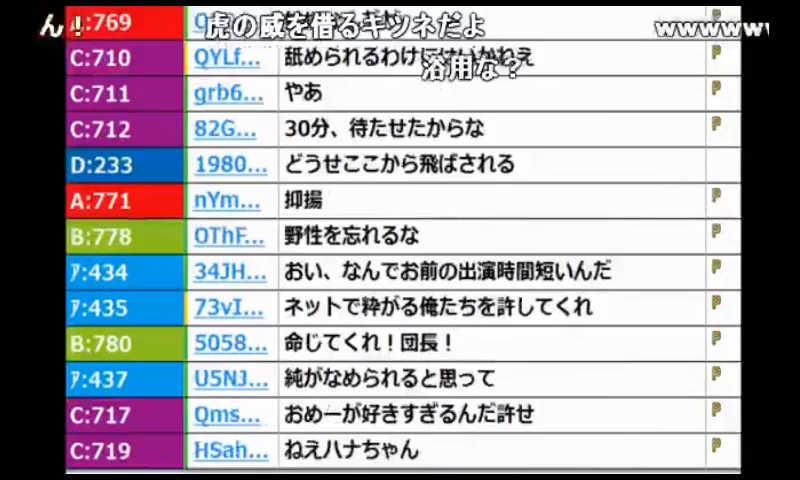 ん！
虎の威を借るキツネだよ
wwwwww
A:769
C:710 QYLf... 舐められるわけにはいかねえ P
浴用な？
C:711 grb6... やあ P
C:712 82G... 30分、待たせたからな P
D:233 1980... どうせここから飛ばされる
A:771 nYm... 抑揚 P
B:778 OThF... 野性を忘れるな P
ｱ:434 34JH... おい、なんでお前の出演時間短いんだ P
ｱ:435 73vI... ネットで粋がる俺たちを許してくれ P
B:780 5058... 命じてくれ！団長！ P
ｱ:437 U5NJ... 純がなめられると思って P
C:717 Qms... おめーが好きすぎるんだ許せ P
C:719 HSah... ねえハナちゃん P